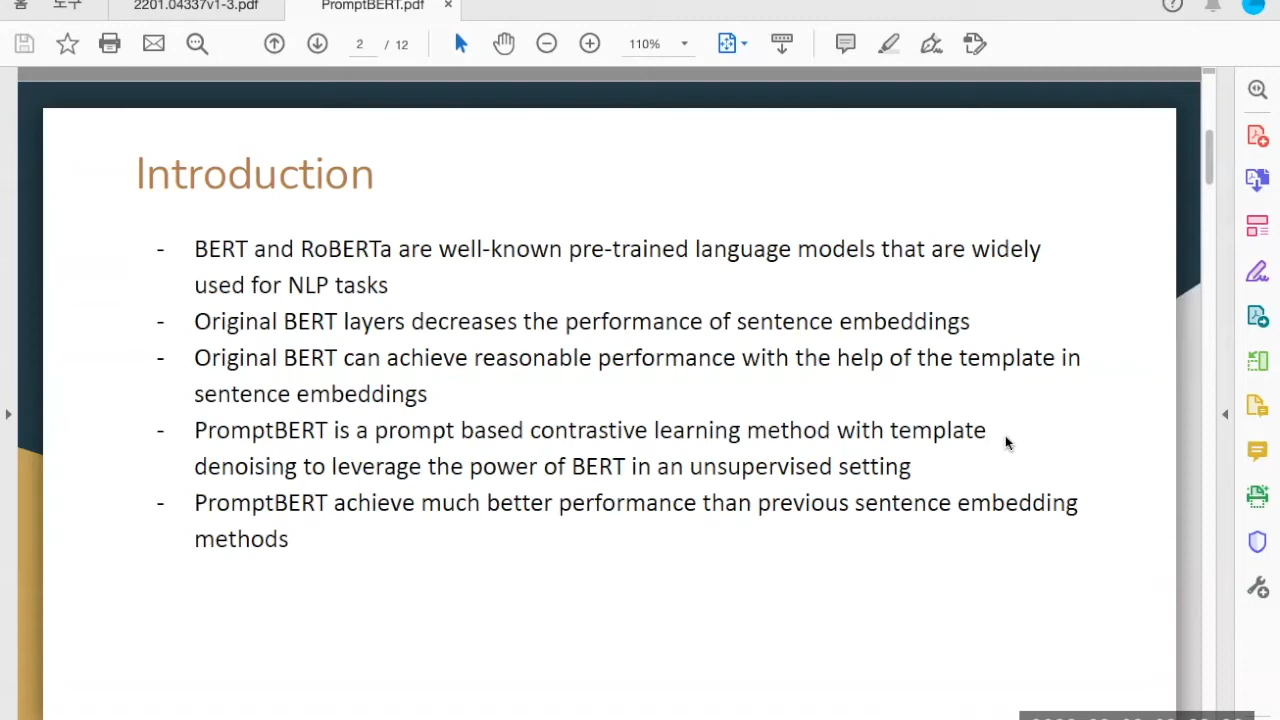 홈 도구 2201.04337v1-3.pdf PromptBERT.pdf ×
2 / 12 110%
Introduction
- BERT and RoBERTa are well-known pre-trained language models that are widely
used for NLP tasks
- Original BERT layers decreases the performance of sentence embeddings
- Original BERT can achieve reasonable performance with the help of the template in
sentence embeddings
- PromptBERT is a prompt based contrastive learning method with template
denoising to leverage the power of BERT in an unsupervised setting
- PromptBERT achieve much better performance than previous sentence embedding
methods